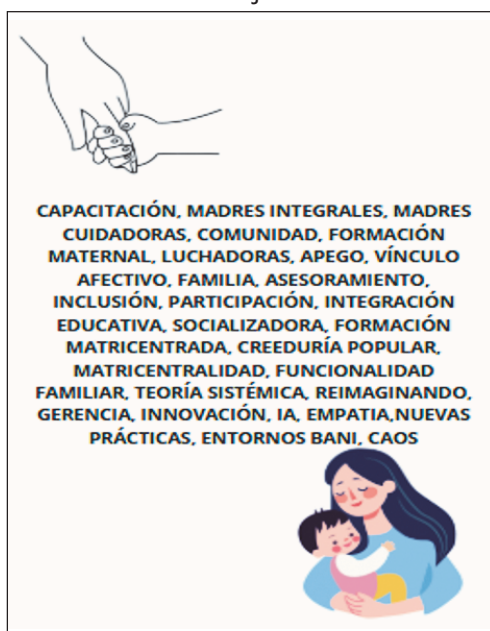 CAPACITACIÓN, MADRES INTEGRALES, MADRES
CUIDADORAS, COMUNIDAD, FORMACIÓN
MATERNAL, LUCHADORAS, APEGO, VÍNCULO
AFECTIVO, FAMILIA, ASESORAMIENTO,
INCLUSIÓN, PARTICIPACIÓN, INTEGRACIÓN
EDUCATIVA, SOCIALIZADORA, FORMACIÓN
MATRICENTRADA, CREEDURÍA POPULAR,
MATRICENTRALIDAD, FUNCIONALIDAD
FAMILIAR, TEORÍA SISTÉMICA, REIMAGINANDO,
GERENCIA, INNOVACIÓN, IA, EMPATIA,NUEVAS
PRÁCTICAS, ENTORNOS BANI, CAOS